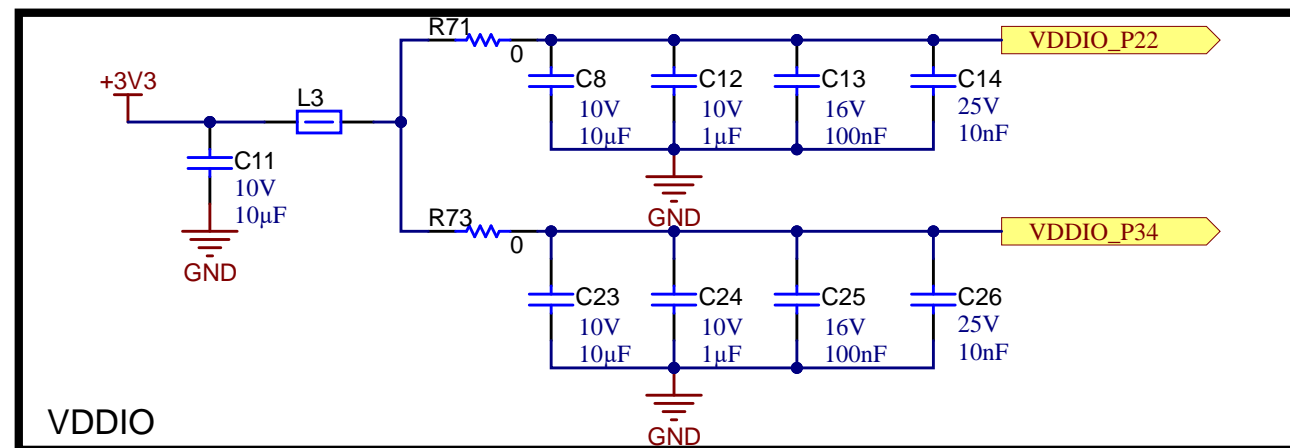 R71
0
VDDIO_P22
+3V3
L3
C8
10V
10µF
C12
10V
1µF
C13
16V
100nF
C14
25V
10nF
C11
10V
10µF
GND
GND
R73
0
VDDIO_P34
C23
10V
10µF
C24
10V
1µF
C25
16V
100nF
C26
25V
10nF
GND
VDDIO